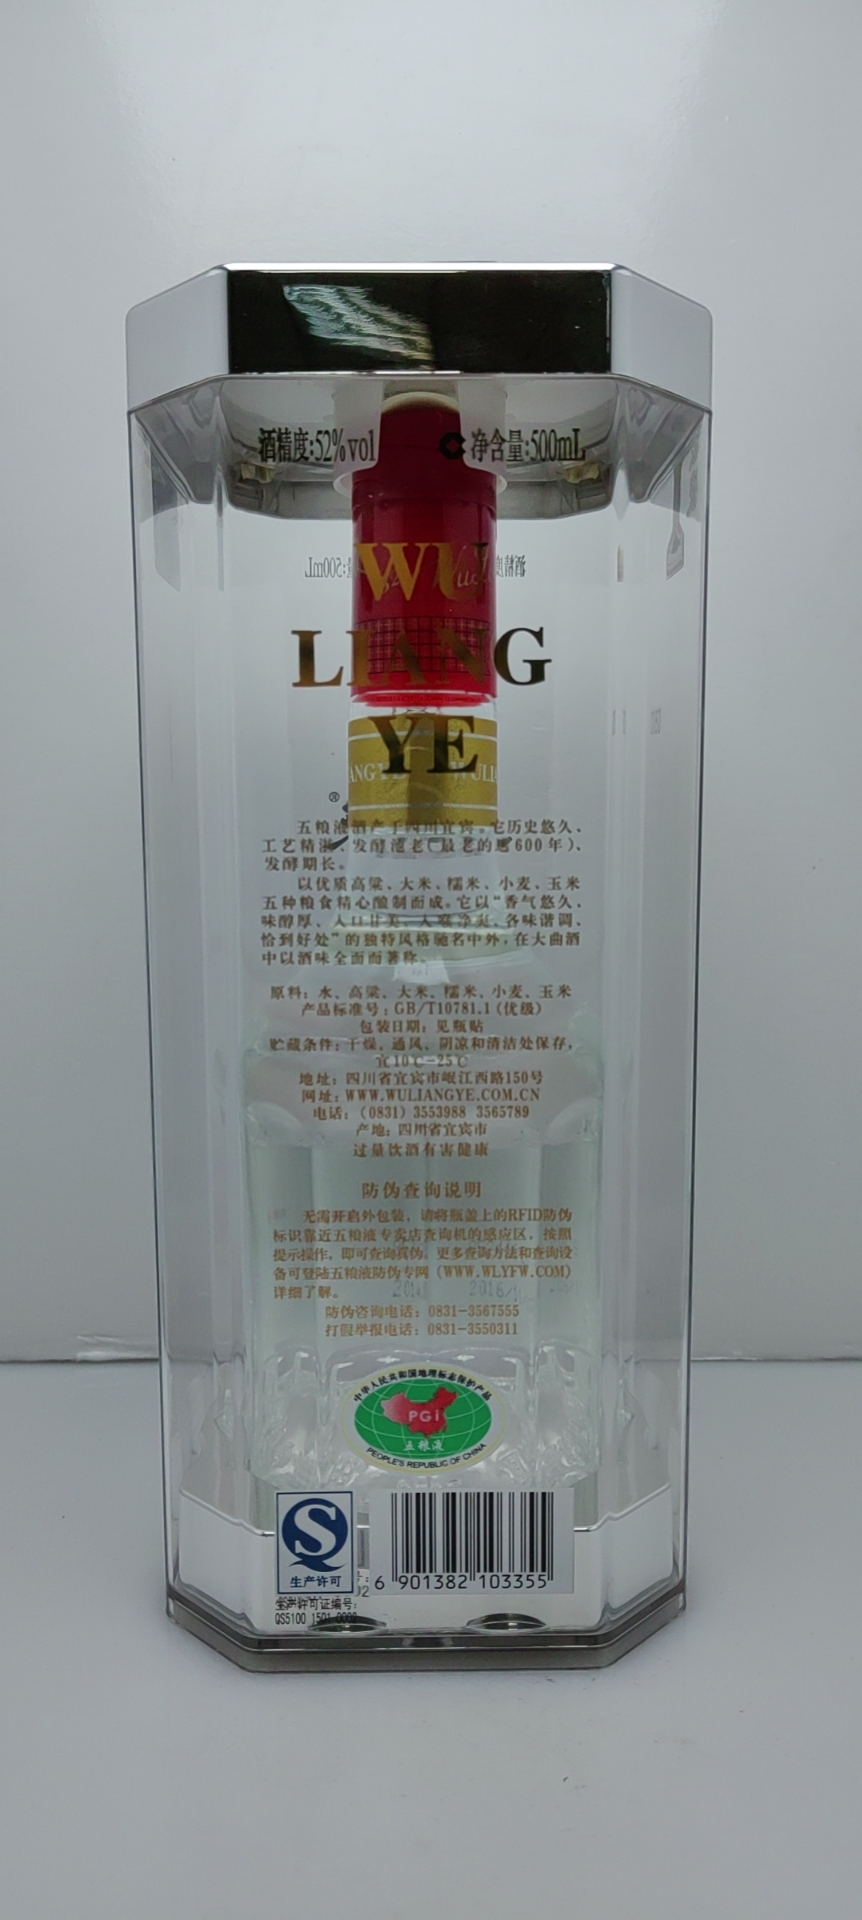 酒精度:52%vol
净含量:500mL
WU
LIANG
YE
五粮液酒产于四川宜宾。它历史悠久、
工艺精湛、发酵池老(最老的愈600年)、
发酵期长。
以优质高粱、大米、糯米、小麦、玉米
五种粮食精心酿制而成。它以“香气悠久、
味醇厚、入口甘美、入喉净爽、各味谐调、
恰到好处”的独特风格驰名中外,在大曲酒
中以酒味全面而著称。
原料: 水、高粱、大米、糯米、小麦、玉米
产品标准号: GB/T10781.1 (优级)
包装日期: 见瓶贴
贮藏条件: 干燥、通风、阴凉和清洁处保存,
宜10℃-25℃
地址: 四川省宜宾市岷江西路150号
网址: WWW.WULIANGYE.COM.CN
电话: (0831) 3553988 3565789
产地: 四川省宜宾市
过量饮酒有害健康
防伪查询说明
无需开启外包装, 请将瓶盖上的RFID防伪
标识靠近五粮液专卖店查询机的感应区, 按照
提示操作, 即可查询真伪。更多查询方法和查询设
备可登陆五粮液防伪专网 (WWW.WLYFW.COM)
详细了解。
防伪咨询电话: 0831-3567555
打假举报电话: 0831-3550311
中华人民共和国地理标志保护产品
PGI
五粮液
PEOPLE'S REPUBLIC OF CHINA
生产许可
6 901382 103355
生产许可证编号:
QS5100 1501 0002